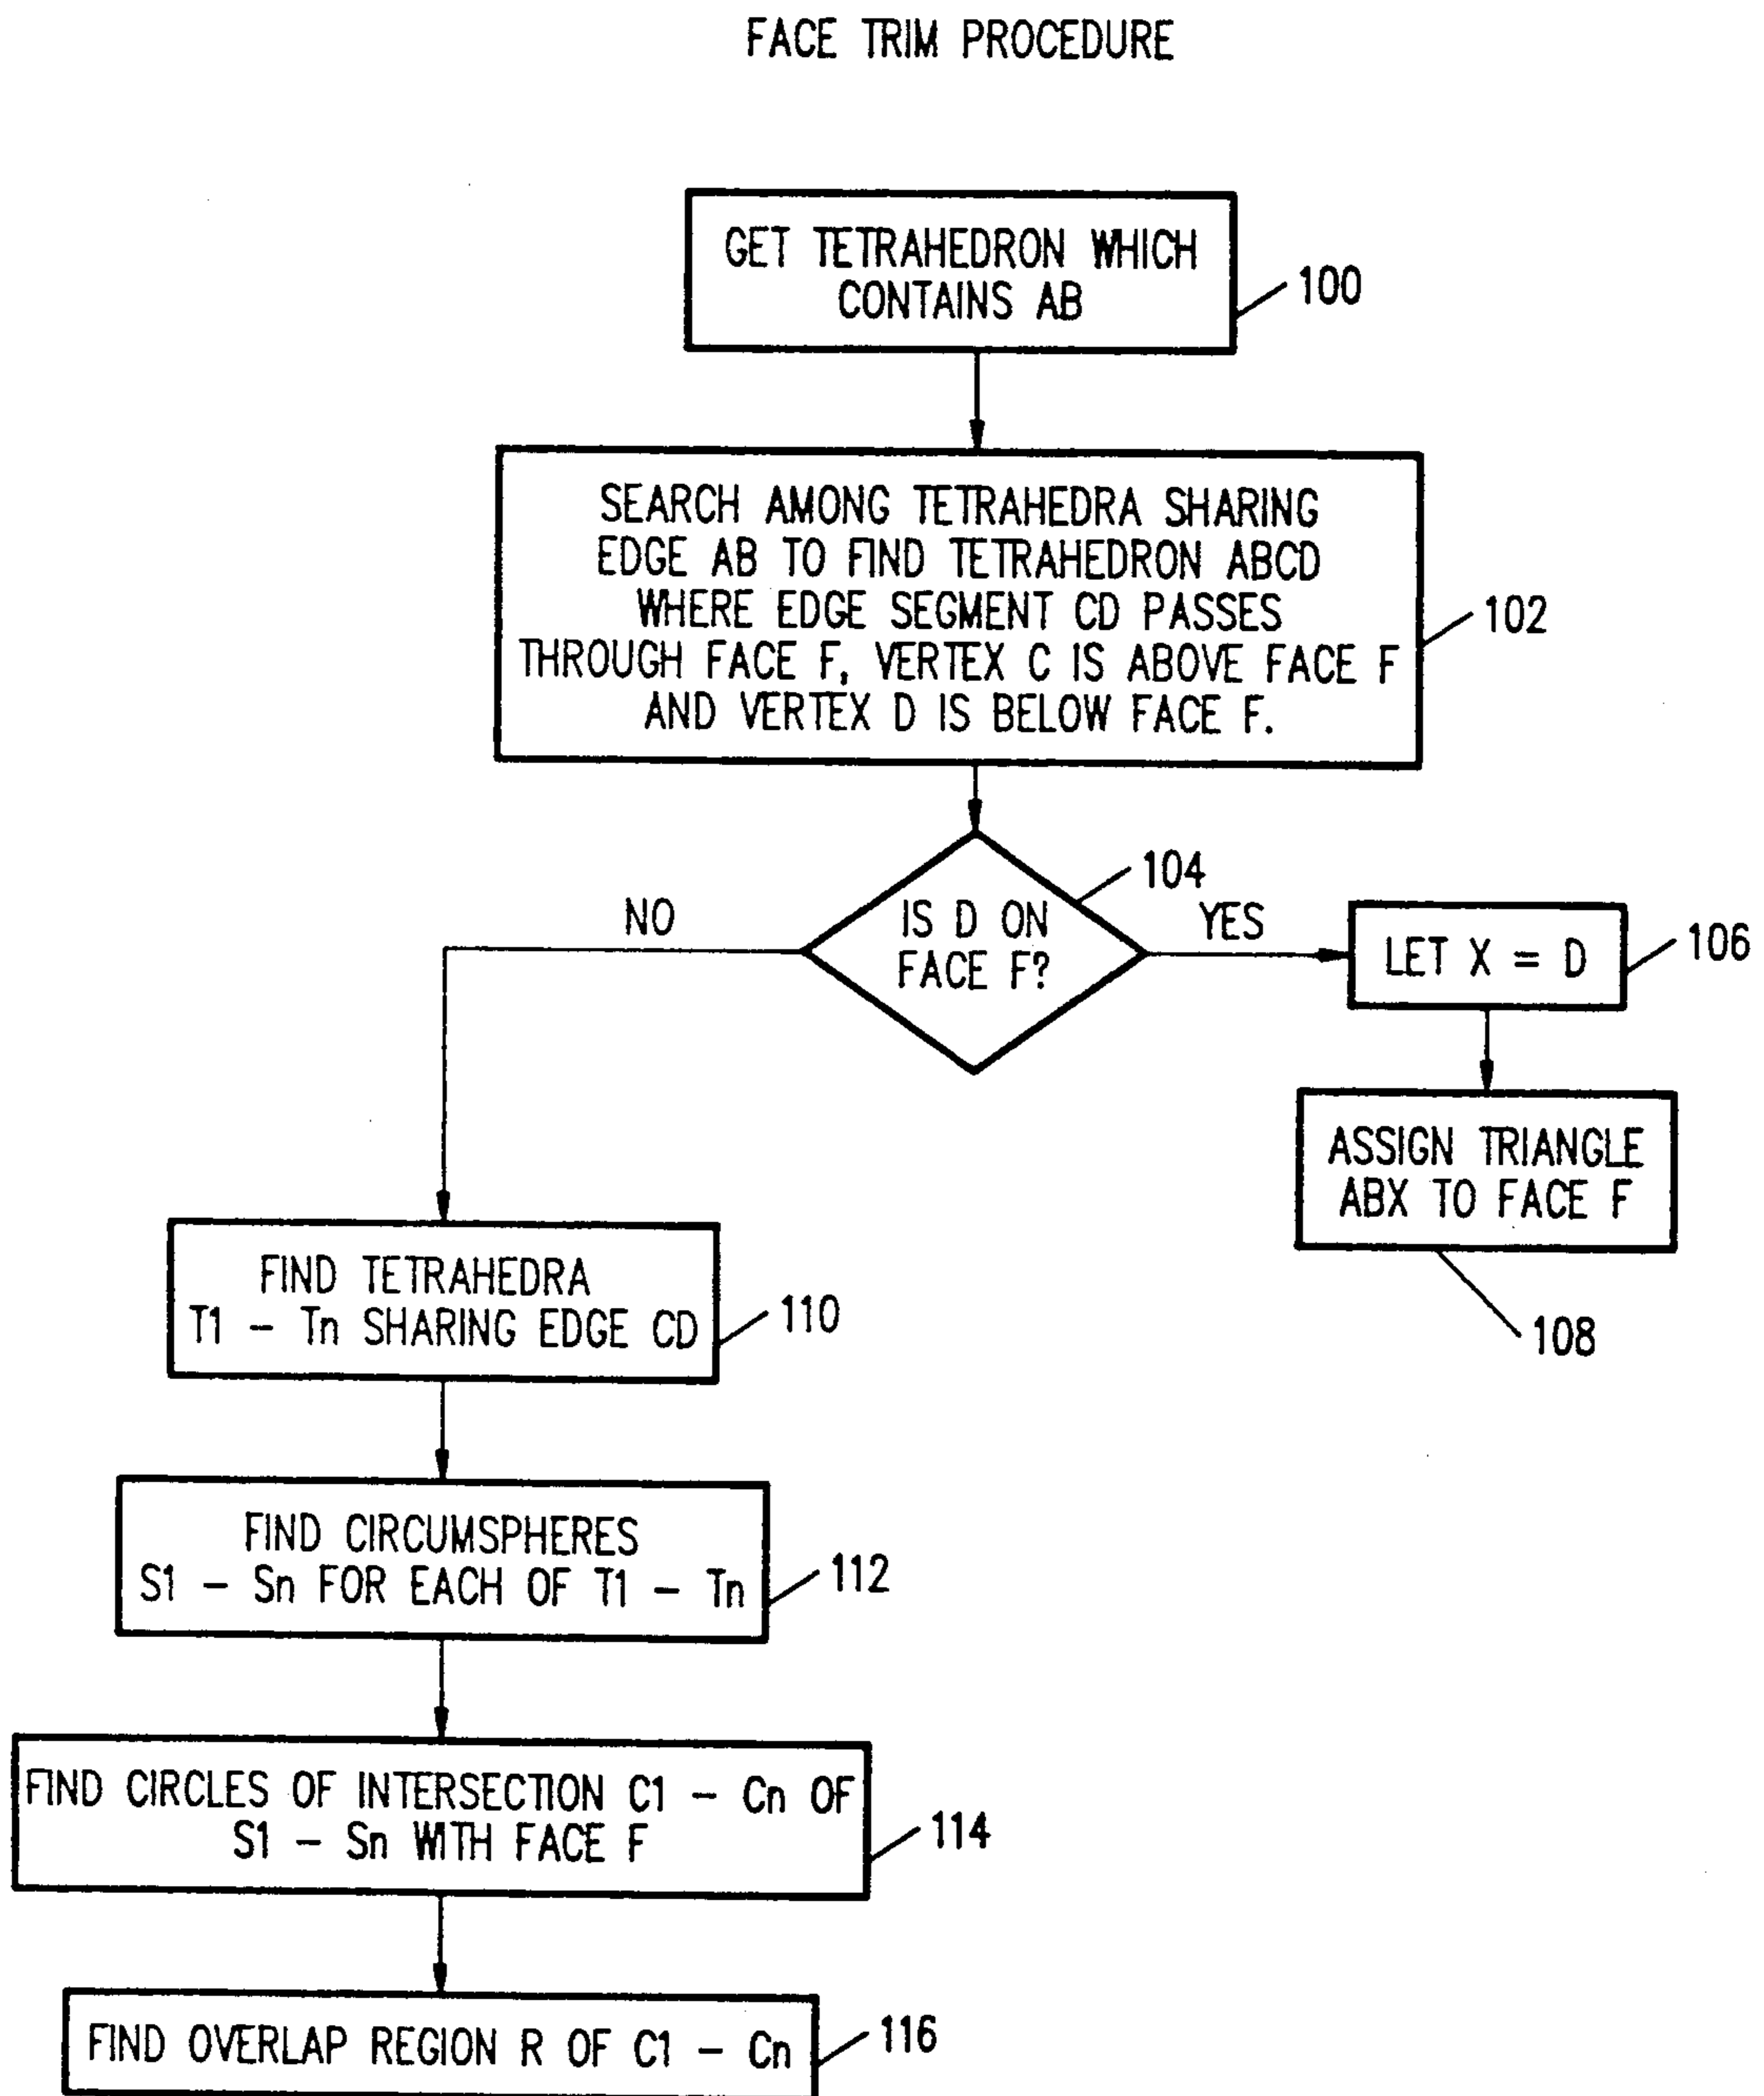 FACE TRIM PROCEDURE
GET TETRAHEDRON WHICH
CONTAINS AB
100
SEARCH AMONG TETRAHEDRA SHARING
EDGE AB TO FIND TETRAHEDRON ABCD
WHERE EDGE SEGMENT CD PASSES
THROUGH FACE F, VERTEX C IS ABOVE FACE F
AND VERTEX D IS BELOW FACE F.
102
104
IS D ON
FACE F?
NO
YES
LET X = D
106
ASSIGN TRIANGLE
ABX TO FACE F
108
FIND TETRAHEDRA
T1 - Tn SHARING EDGE CD
110
FIND CIRCUMSPHERES
S1 - Sn FOR EACH OF T1 - Tn
112
FIND CIRCLES OF INTERSECTION C1 - Cn OF
S1 - Sn WITH FACE F
114
FIND OVERLAP REGION R OF C1 - Cn
116